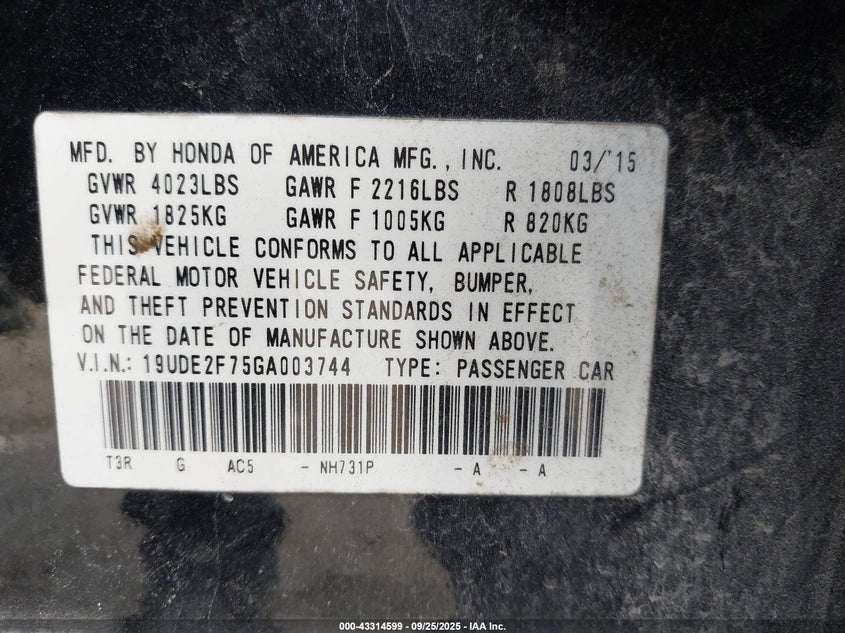 MFD. BY HONDA OF AMERICA MFG., INC. 03/'15
GVWR 4023LBS GAWR F 2216LBS R 1808LBS
GVWR 1825KG GAWR F 1005KG R 820KG
THIS VEHICLE CONFORMS TO ALL APPLICABLE
FEDERAL MOTOR VEHICLE SAFETY, BUMPER,
AND THEFT PREVENTION STANDARDS IN EFFECT
ON THE DATE OF MANUFACTURE SHOWN ABOVE.
V.I.N.: 19UDE2F75GA003744 TYPE: PASSENGER CAR
T3R G AC5 - NH731P - A - A
000-43314599 - 09/25/2025 - IAA Inc.